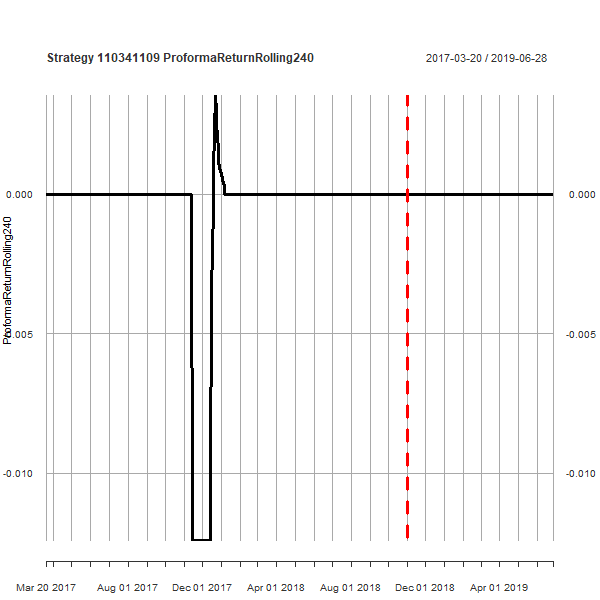 Strategy 110341109 ProformaReturnRolling240
2017-03-20 / 2019-06-28
0.000
0.000
ProformaReturnRolling240
-0.005
-0.005
-0.010
-0.010
Mar 20 2017
Aug 01 2017
Dec 01 2017
Apr 01 2018
Aug 01 2018
Dec 01 2018
Apr 01 2019